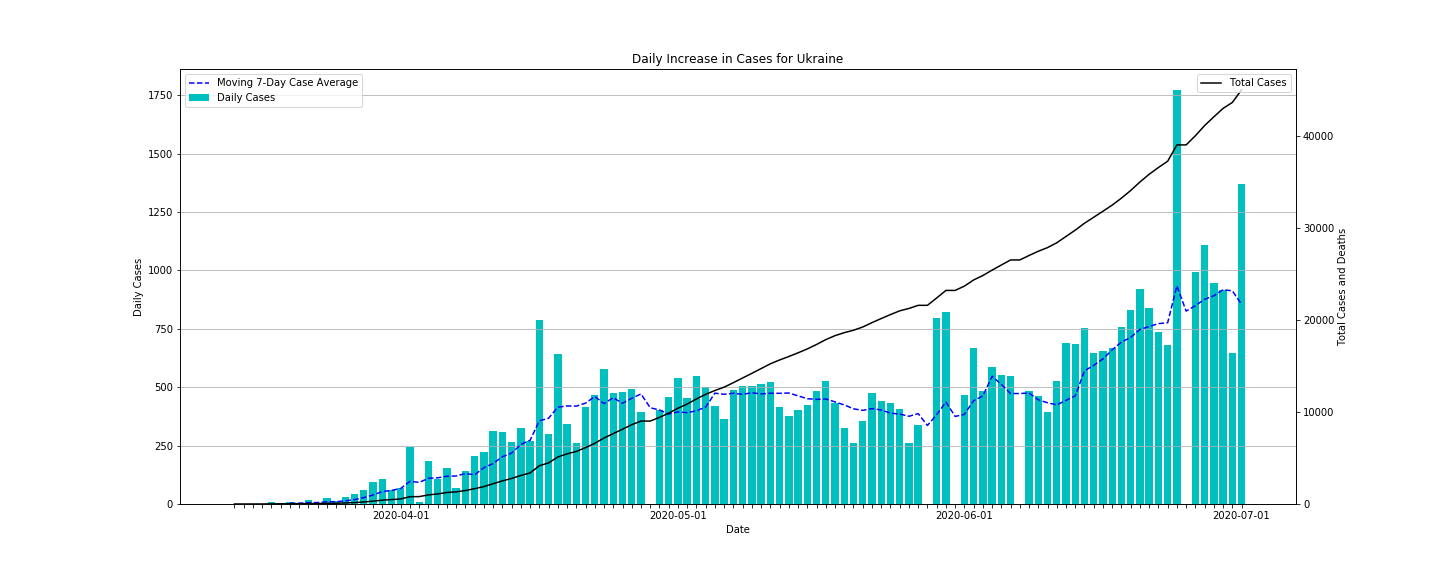 Daily Increase in Cases for Ukraine
Moving 7-Day Case Average
Daily Cases
Total Cases
1750
1500
1250
1000
750
500
250
0
Daily Cases
40000
30000
20000
10000
0
Total Cases and Deaths
2020-04-01
2020-05-01
2020-06-01
2020-07-01
Date